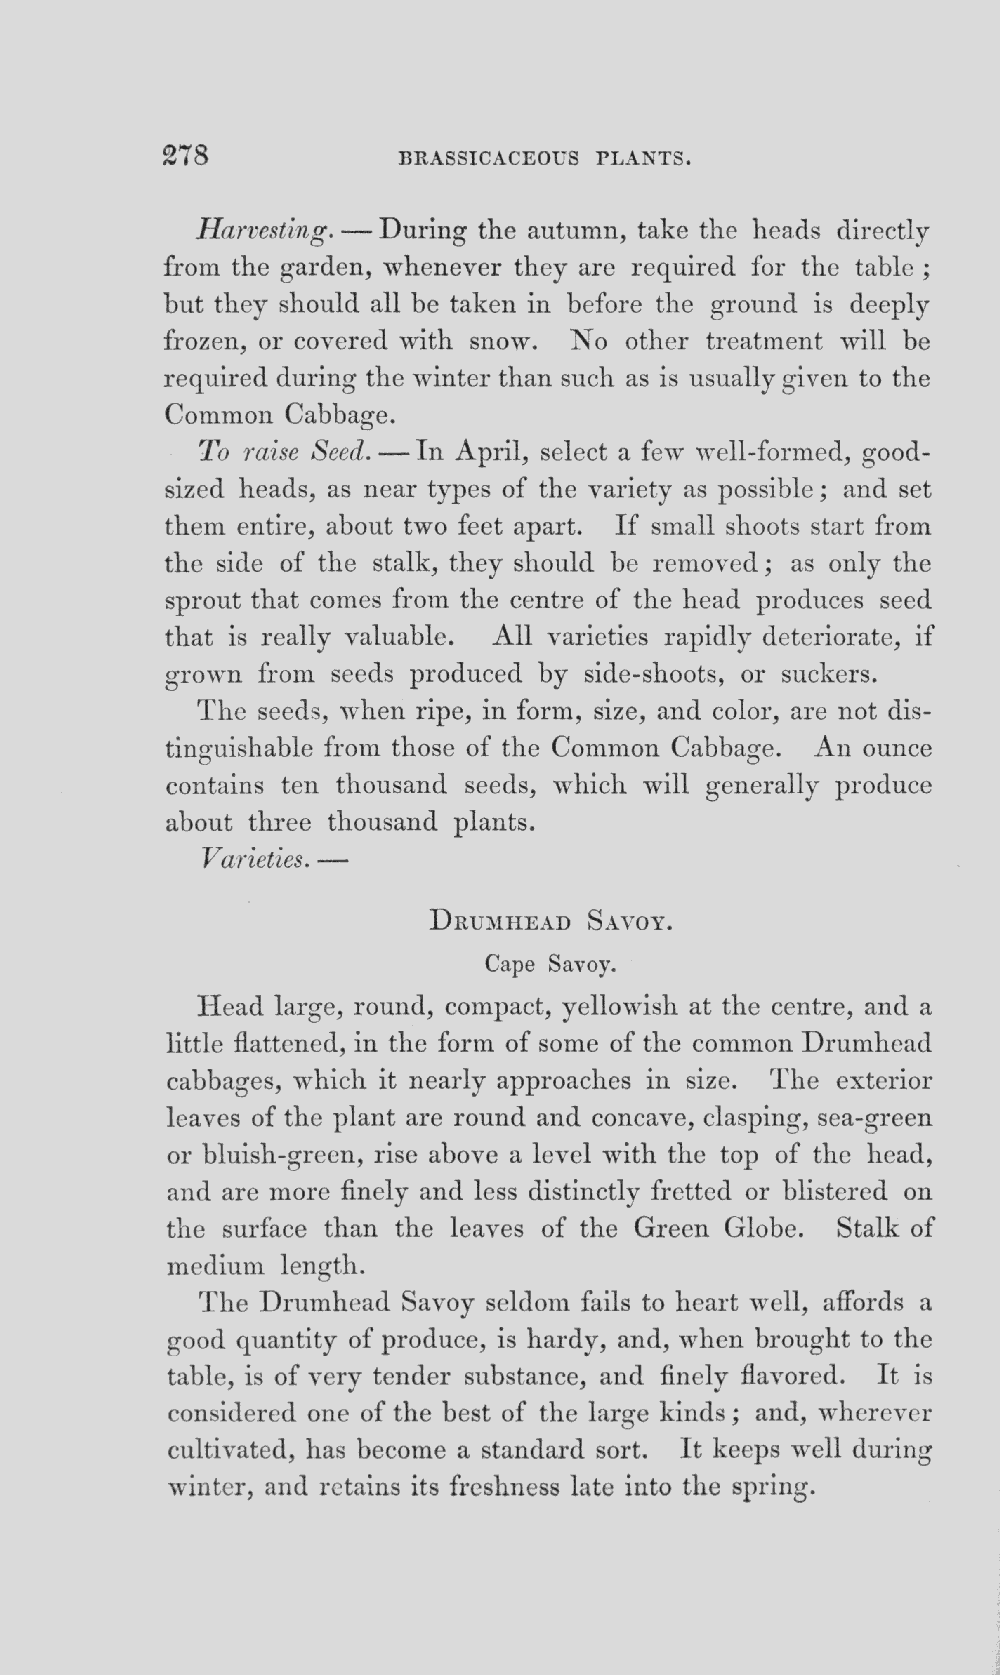 278 BRASSICACEOUS PLANTS.
Harvesting. — During the autumn, take the heads directly
from the garden, whenever they are required for the table ;
but they should all be taken in before the ground is deeply
frozen, or covered with snow. No other treatment will be
required during the winter than such as is usually given to the
Common Cabbage.
To raise Seed. — In April, select a few well-formed, good-
sized heads, as near types of the variety as possible ; and set
them entire, about two feet apart. If small shoots start from
the side of the stalk, they should be removed ; as only the
sprout that comes from the centre of the head produces seed
that is really valuable. All varieties rapidly deteriorate, if
grown from seeds produced by side-shoots, or suckers.
The seeds, when ripe, in form, size, and color, are not dis-
tinguishable from those of the Common Cabbage. An ounce
contains ten thousand seeds, which will generally produce
about three thousand plants.
Varieties. —
DRUMHEAD SAVOY.
Cape Savoy.
Head large, round, compact, yellowish at the centre, and a
little flattened, in the form of some of the common Drumhead
cabbages, which it nearly approaches in size. The exterior
leaves of the plant are round and concave, clasping, sea-green
or bluish-green, rise above a level with the top of the head,
and are more finely and less distinctly fretted or blistered on
the surface than the leaves of the Green Globe. Stalk of
medium length.
The Drumhead Savoy seldom fails to heart well, affords a
good quantity of produce, is hardy, and, when brought to the
table, is of very tender substance, and finely flavored. It is
considered one of the best of the large kinds ; and, wherever
cultivated, has become a standard sort. It keeps well during
winter, and retains its freshness late into the spring.